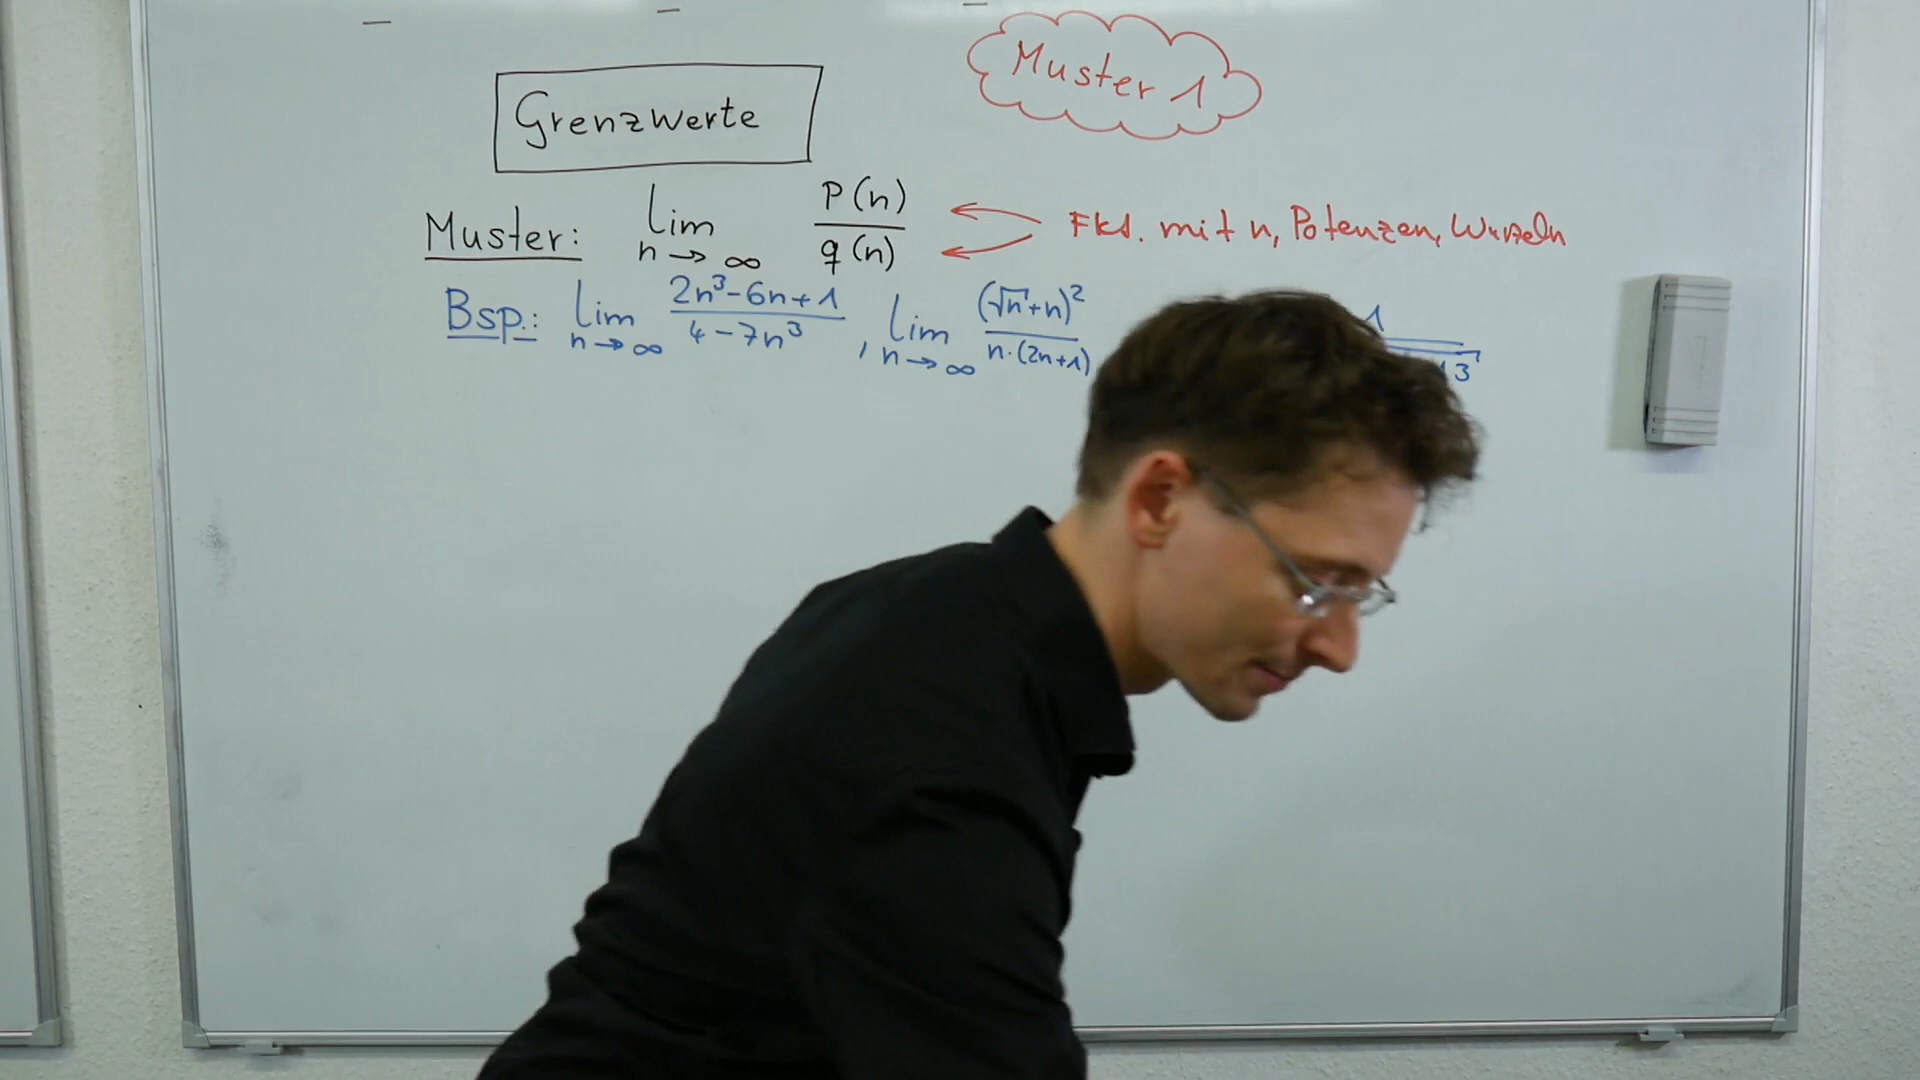 Muster 1
Grenzwerte
Muster: lim n→∞ p(n)/q(n) Fkt. mit n, Potenzen, Wurzeln
Bsp.: lim n→∞ (2n³-6n+1)/(4-7n³), lim n→∞ (√n+n)²/(n·(2n+1))